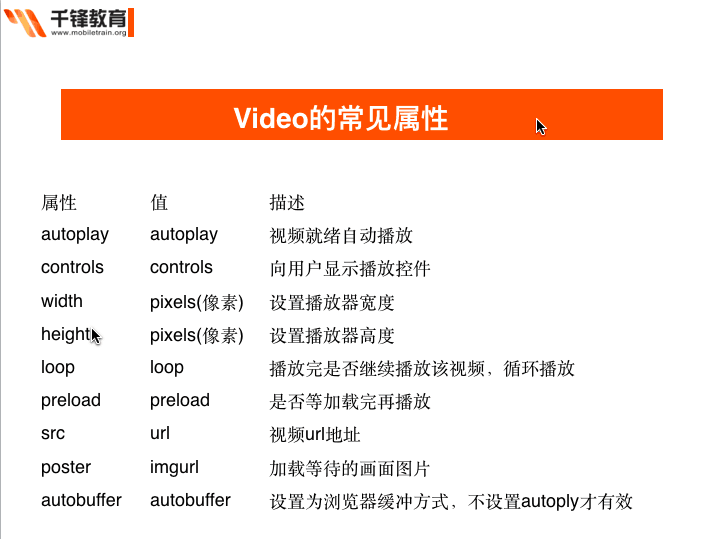 千锋教育
www.mobiletrain.org
Video的常见属性
属性 值 描述
autoplay autoplay 视频就绪自动播放
controls controls 向用户显示播放控件
width pixels(像素) 设置播放器宽度
height pixels(像素) 设置播放器高度
loop loop 播放完是否继续播放该视频，循环播放
preload preload 是否等加载完再播放
src url 视频url地址
poster imgurl 加载等待的画面图片
autobuffer autobuffer 设置为浏览器缓冲方式，不设置autoply才有效